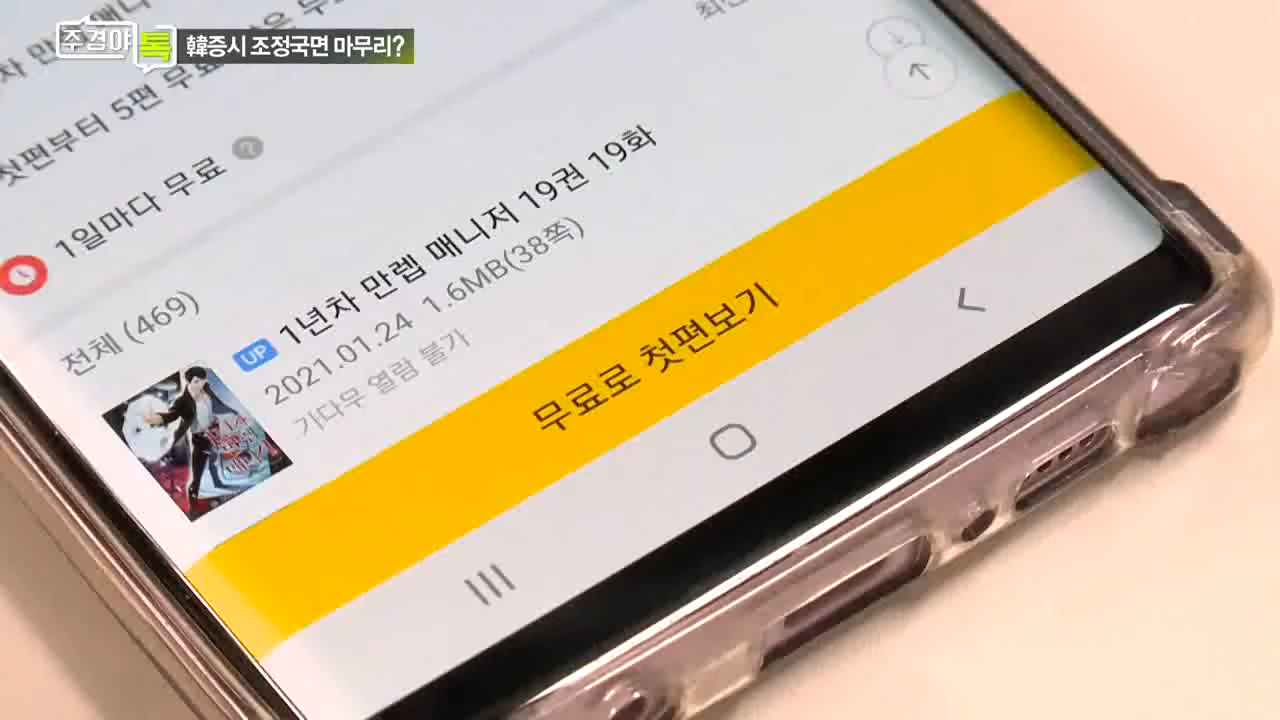 주경야톡 韓증시 조정국면 마무리?
첫편부터 5편 무료
1일마다 무료 ?
전체 (469)
UP 1년차 만렙 매니저 19권 19화
2021.01.24 1.6MB(38쪽)
가다무 열람 불가
무료로 첫편보기